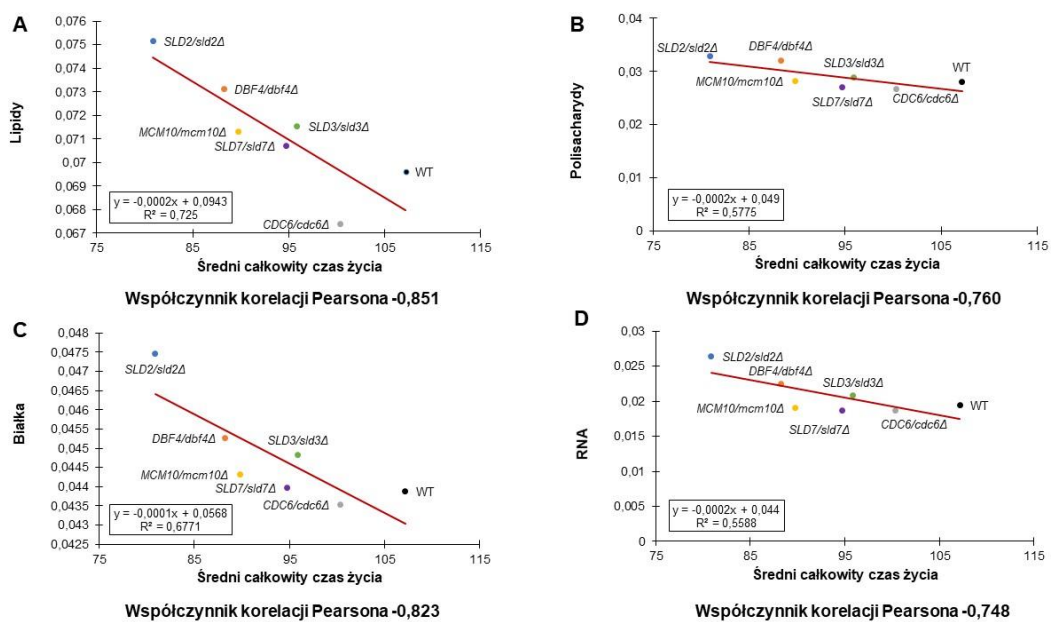 A
0,076
0,075
0,074
0,073
0,072
0,071
0,07
0,069
0,068
0,067
Lipidy
SLD2/sld2Δ
DBF4/dbf4Δ
MCM10/mcm10Δ
SLD3/sld3Δ
SLD7/sld7Δ
WT
CDC6/cdc6Δ
y = -0,0002x + 0,0943
R² = 0,725
75 85 95 105 115
Średni całkowity czas życia
Współczynnik korelacji Pearsona -0,851
B
0,04
0,03
0,02
0,01
0
Polisacharydy
SLD2/sld2Δ
DBF4/dbf4Δ
MCM10/mcm10Δ
SLD3/sld3Δ
SLD7/sld7Δ
WT
CDC6/cdc6Δ
y = -0,0002x + 0,049
R² = 0,5775
75 85 95 105 115
Średni całkowity czas życia
Współczynnik korelacji Pearsona -0,760
C
0,048
0,0475
0,047
0,0465
0,046
0,0455
0,045
0,0445
0,044
0,0435
0,043
0,0425
Białka
SLD2/sld2Δ
DBF4/dbf4Δ
SLD3/sld3Δ
MCM10/mcm10Δ
SLD7/sld7Δ
WT
CDC6/cdc6Δ
y = -0,0001x + 0,0568
R² = 0,6771
75 85 95 105 115
Średni całkowity czas życia
Współczynnik korelacji Pearsona -0,823
D
0,03
0,025
0,02
0,015
0,01
0,005
0
RNA
SLD2/sld2Δ
DBF4/dbf4Δ
SLD3/sld3Δ
MCM10/mcm10Δ
WT
SLD7/sld7Δ
CDC6/cdc6Δ
y = -0,0002x + 0,044
R² = 0,5588
75 85 95 105 115
Średni całkowity czas życia
Współczynnik korelacji Pearsona -0,748